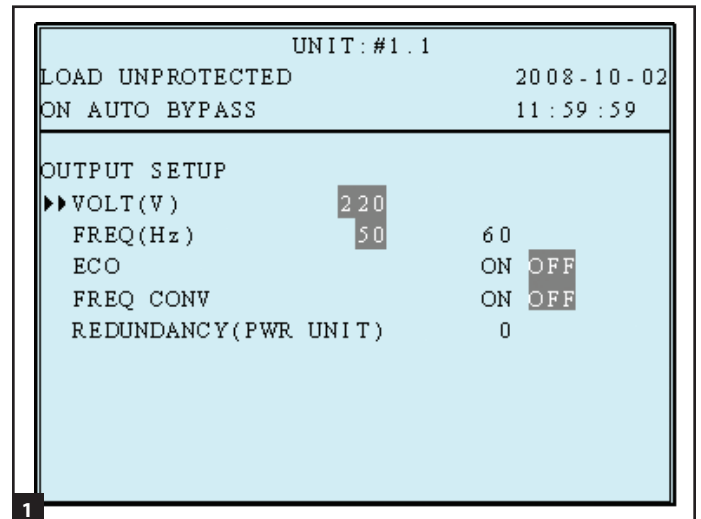 UNIT:#1.1
LOAD UNPROTECTED 2008-10-02
ON AUTO BYPASS 11:59:59
OUTPUT SETUP
VOLT(V) 220
FREQ(Hz) 50 60
ECO ON OFF
FREQ CONV ON OFF
REDUNDANCY(PWR UNIT) 0
1